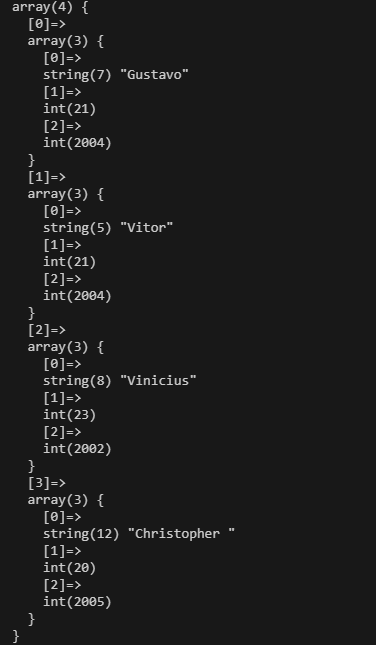 array(4) {
  [0]=>
  array(3) {
    [0]=>
    string(7) "Gustavo"
    [1]=>
    int(21)
    [2]=>
    int(2004)
  }
  [1]=>
  array(3) {
    [0]=>
    string(5) "Vitor"
    [1]=>
    int(21)
    [2]=>
    int(2004)
  }
  [2]=>
  array(3) {
    [0]=>
    string(8) "Vinicius"
    [1]=>
    int(23)
    [2]=>
    int(2002)
  }
  [3]=>
  array(3) {
    [0]=>
    string(12) "Christopher "
    [1]=>
    int(20)
    [2]=>
    int(2005)
  }
}